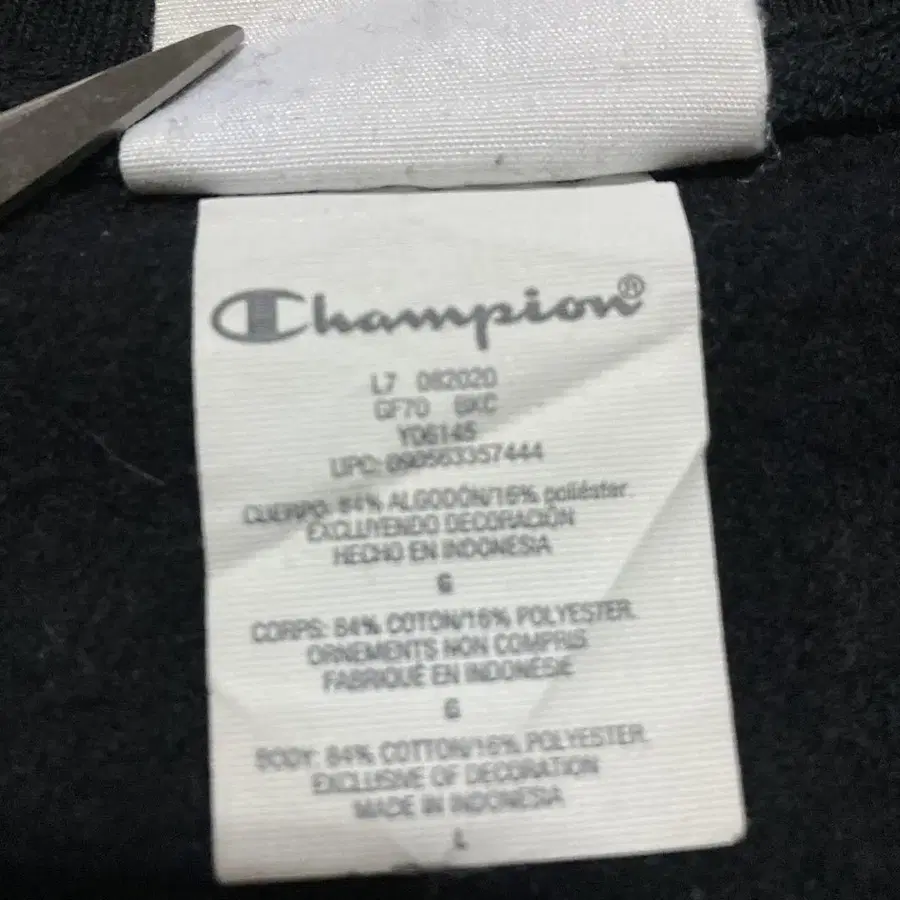 Champion®
L7 082020
GF70 BKC
Y06145
UPC: 090563357444
CUERPO: 84% ALGODÓN/16% poliéster.
EXCLUYENDO DECORACIÓN
HECHO EN INDONESIA
G
CORPS: 84% COTON/16% POLYESTER.
ORNEMENTS NON COMPRIS
FABRIQUÉ EN INDONÉSIE
G
BODY: 84% COTTON/16% POLYESTER.
EXCLUSIVE OF DECORATION
MADE IN INDONESIA
L